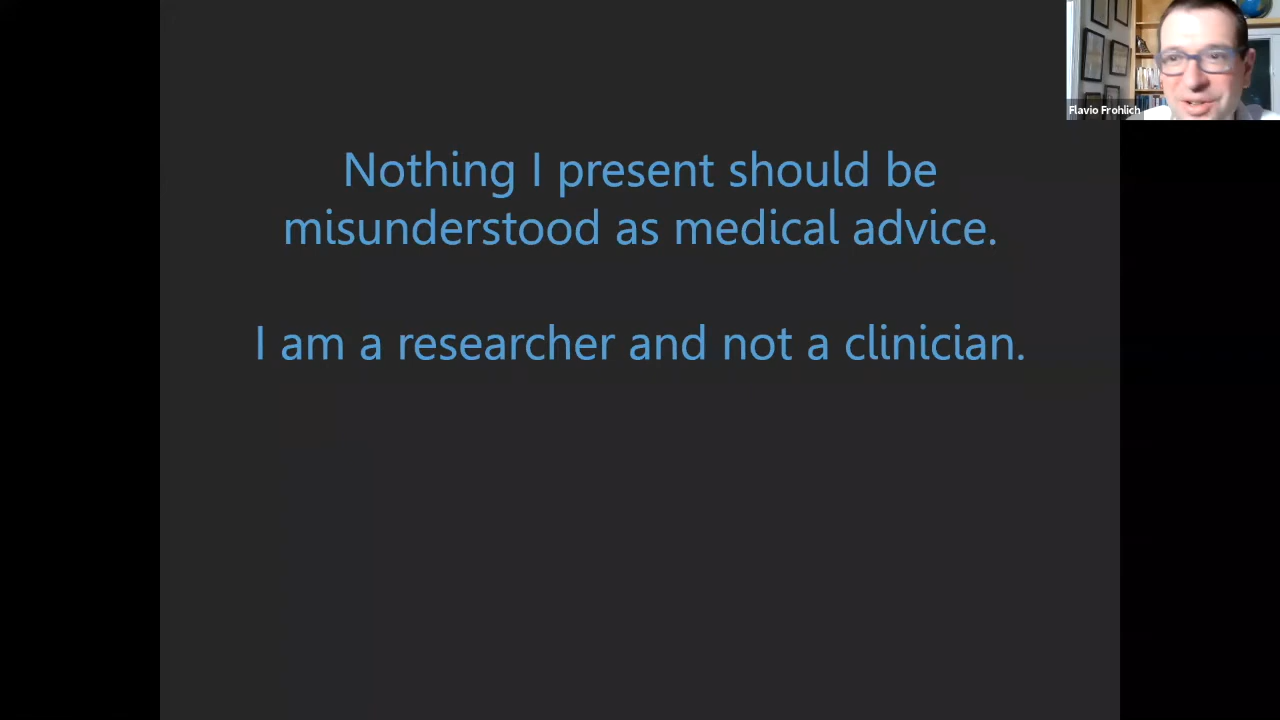 Nothing I present should be
misunderstood as medical advice.
I am a researcher and not a clinician.
Flavio Frohlich